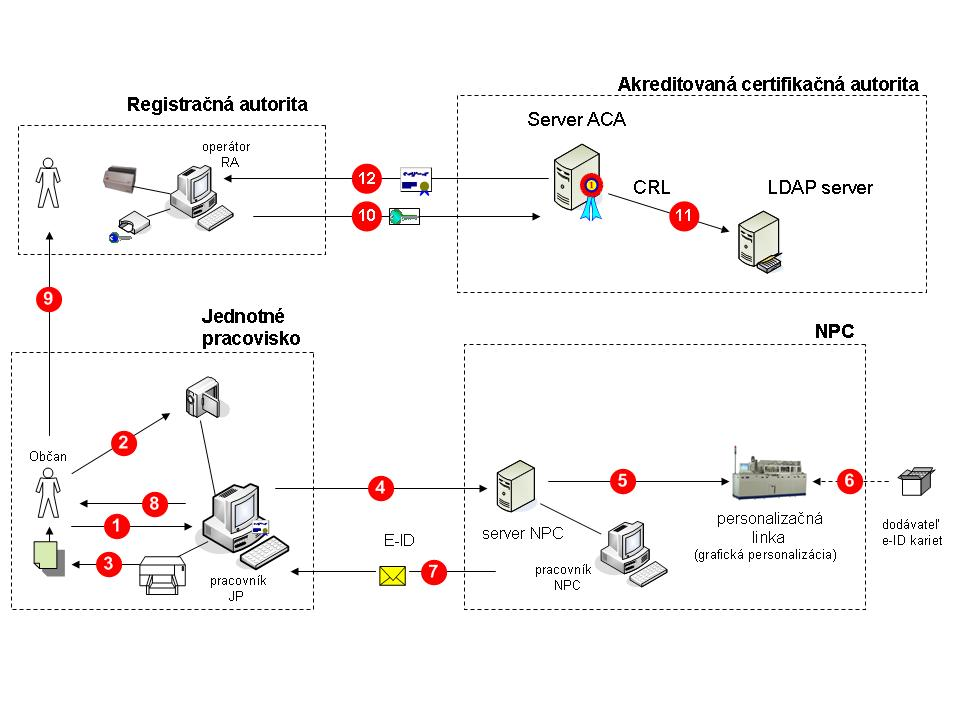 Akreditovaná certifikačná autorita
Registračná autorita
Server ACA
operátor
RA
12
CRL
LDAP server
10
11
9
Jednotné
pracovisko
NPC
2
Občan
8
4
5
6
1
E-ID
server NPC
personalizačná
linka
(grafická personalizácia)
dodávateľ
e-ID kariet
3
7
pracovník
JP
pracovník
NPC